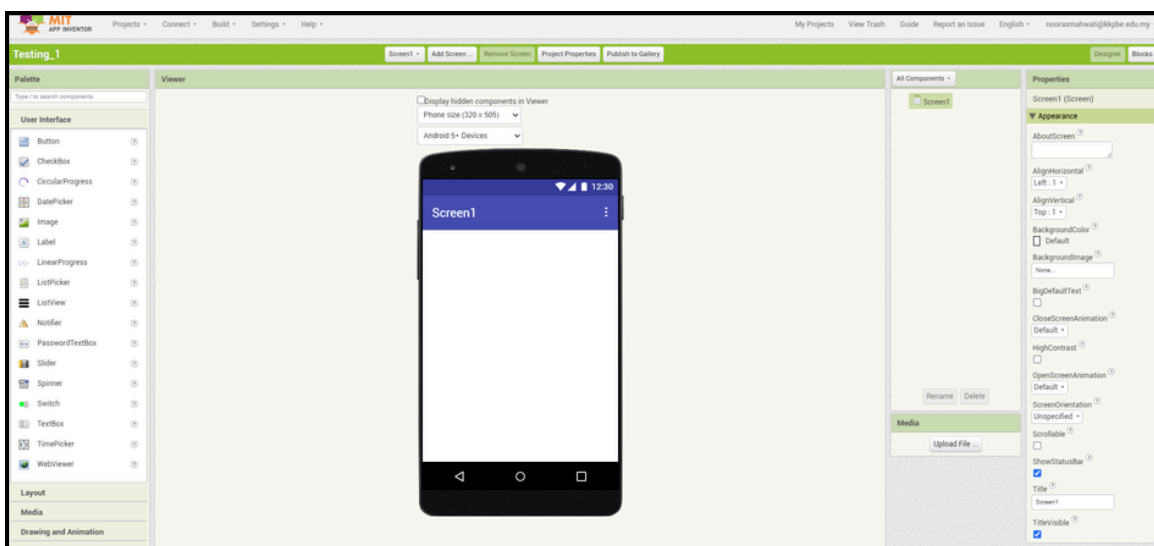 MIT
APP INVENTOR
Projects
Connect
Build
Settings
Help
My Projects
View Trash
Guide
Report an Issue
English
noorasmahwati@kkpbe.edu.my
Testing_1
Screen1
Add Screen ...
Remove Screen
Project Properties
Publish to Gallery
Designer
Blocks
Palette
Type / to search components
User Interface
Button
CheckBox
CircularProgress
DatePicker
Image
Label
LinearProgress
ListPicker
ListView
Notifier
PasswordTextBox
Slider
Spinner
Switch
TextBox
TimePicker
WebViewer
Layout
Media
Drawing and Animation
Viewer
Display hidden components in Viewer
Phone size (320 x 505)
Android 5+ Devices
12:30
Screen1
All Components
Screen1
Rename
Delete
Media
Upload File ...
Properties
Screen1 (Screen)
Appearance
AboutScreen
AlignHorizontal
Left : 1
AlignVertical
Top : 1
BackgroundColor
Default
BackgroundImage
None...
BigDefaultText
CloseScreenAnimation
Default
HighContrast
OpenScreenAnimation
Default
ScreenOrientation
Unspecified
Scrollable
ShowStatusBar
Title
Screen1
TitleVisible